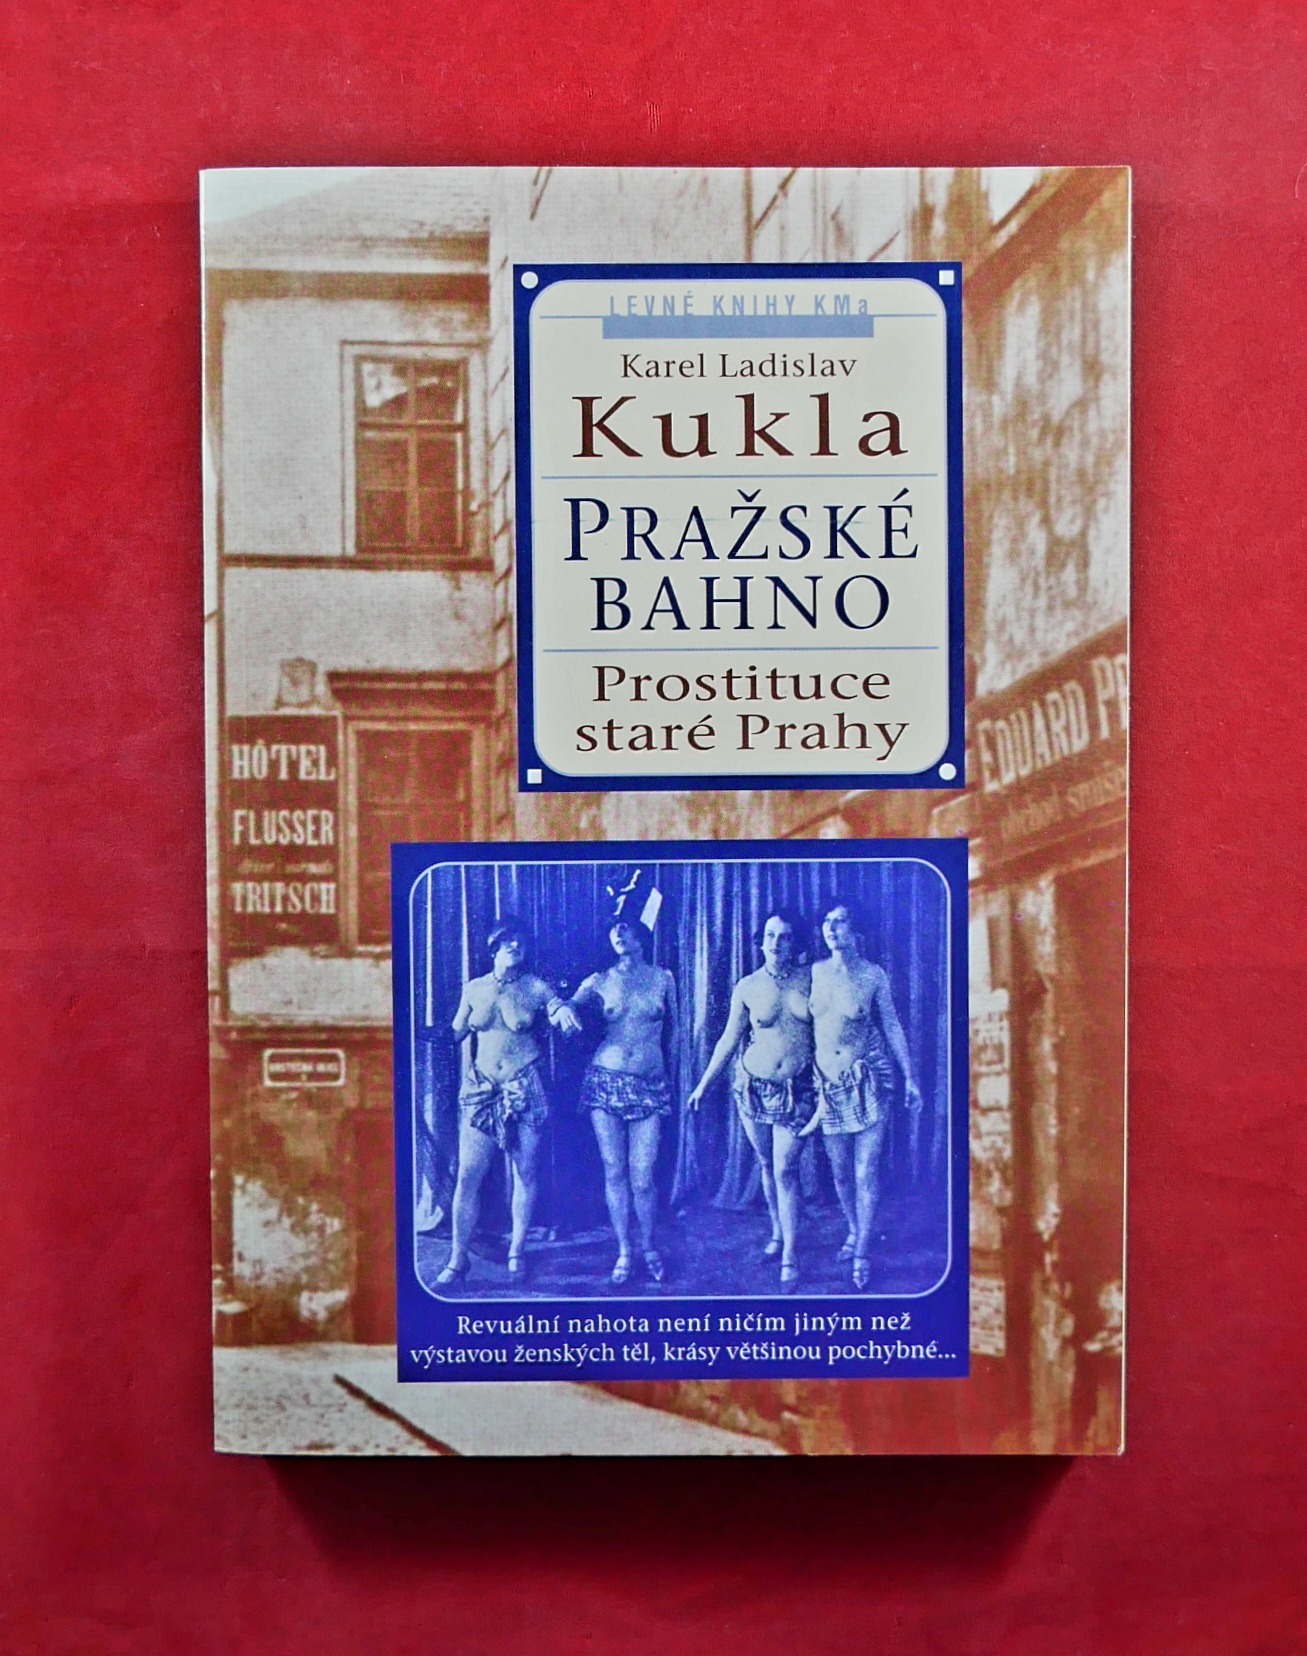 LEVNÉ KNIHY KMa
Karel Ladislav
Kukla
PRAŽSKÉ
BAHNO
Prostituce
staré Prahy
EDUARD
HÔTEL
FLUSSER
TRITSCH
Revuální nahota není ničím jiným než
výstavou ženských těl, krásy většinou pochybné...